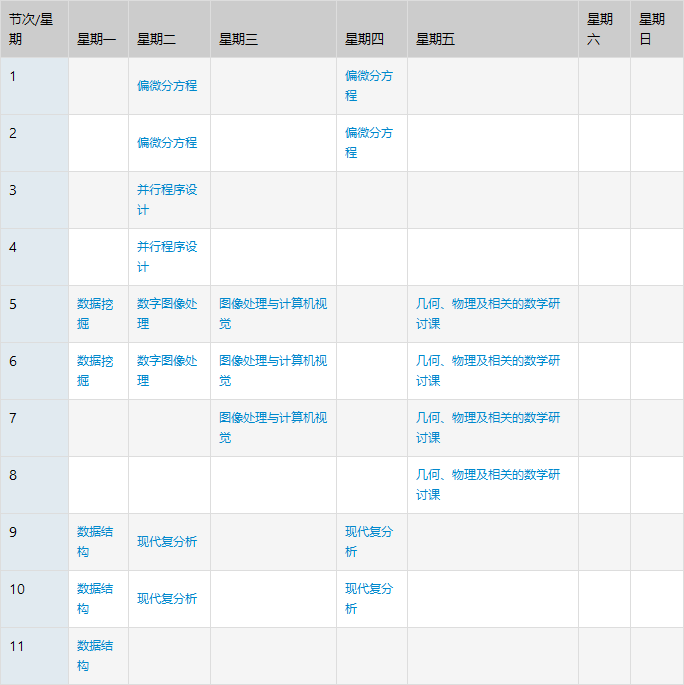 节次/星
期
星期一
星期二
星期三
星期四
星期五
星期
六
星期
日
1
偏微分方程
偏微分方
程
2
偏微分方程
偏微分方
程
3
并行程序设
计
4
并行程序设
计
5
数据挖
掘
数字图像处
理
图像处理与计算机视
觉
几何、物理及相关的数学研
讨课
6
数据挖
掘
数字图像处
理
图像处理与计算机视
觉
几何、物理及相关的数学研
讨课
7
图像处理与计算机视
觉
几何、物理及相关的数学研
讨课
8
几何、物理及相关的数学研
讨课
9
数据结
构
现代复分析
现代复分
析
10
数据结
构
现代复分析
现代复分
析
11
数据结
构